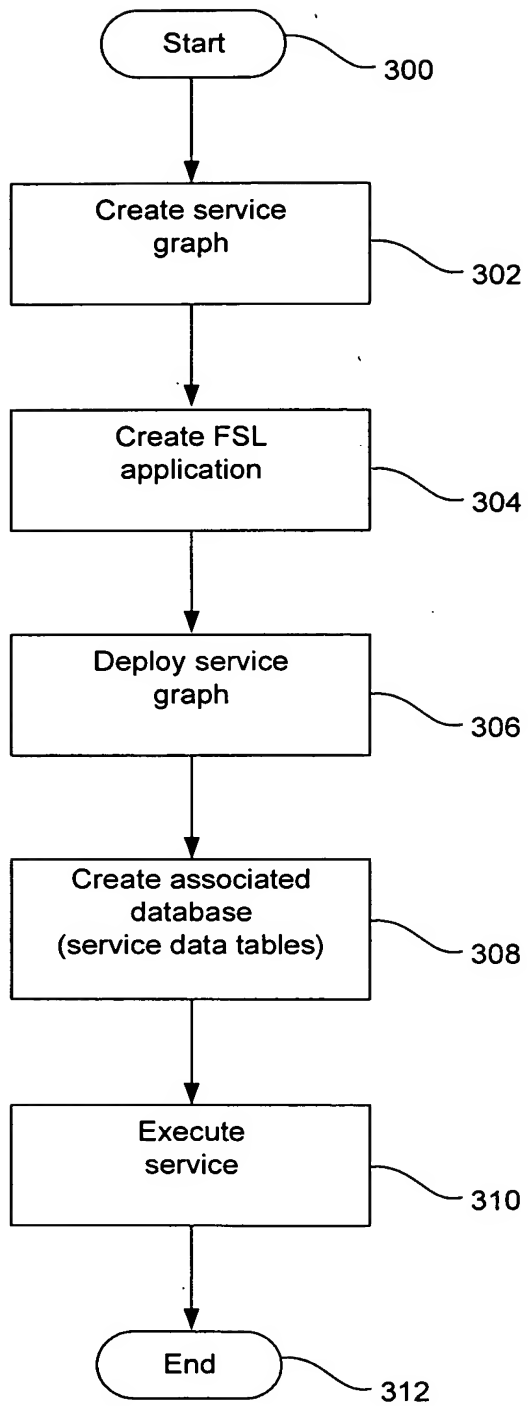 Start
300
Create service
graph
302
Create FSL
application
304
Deploy service
graph
306
Create associated
database
(service data tables)
308
Execute
service
310
End
312